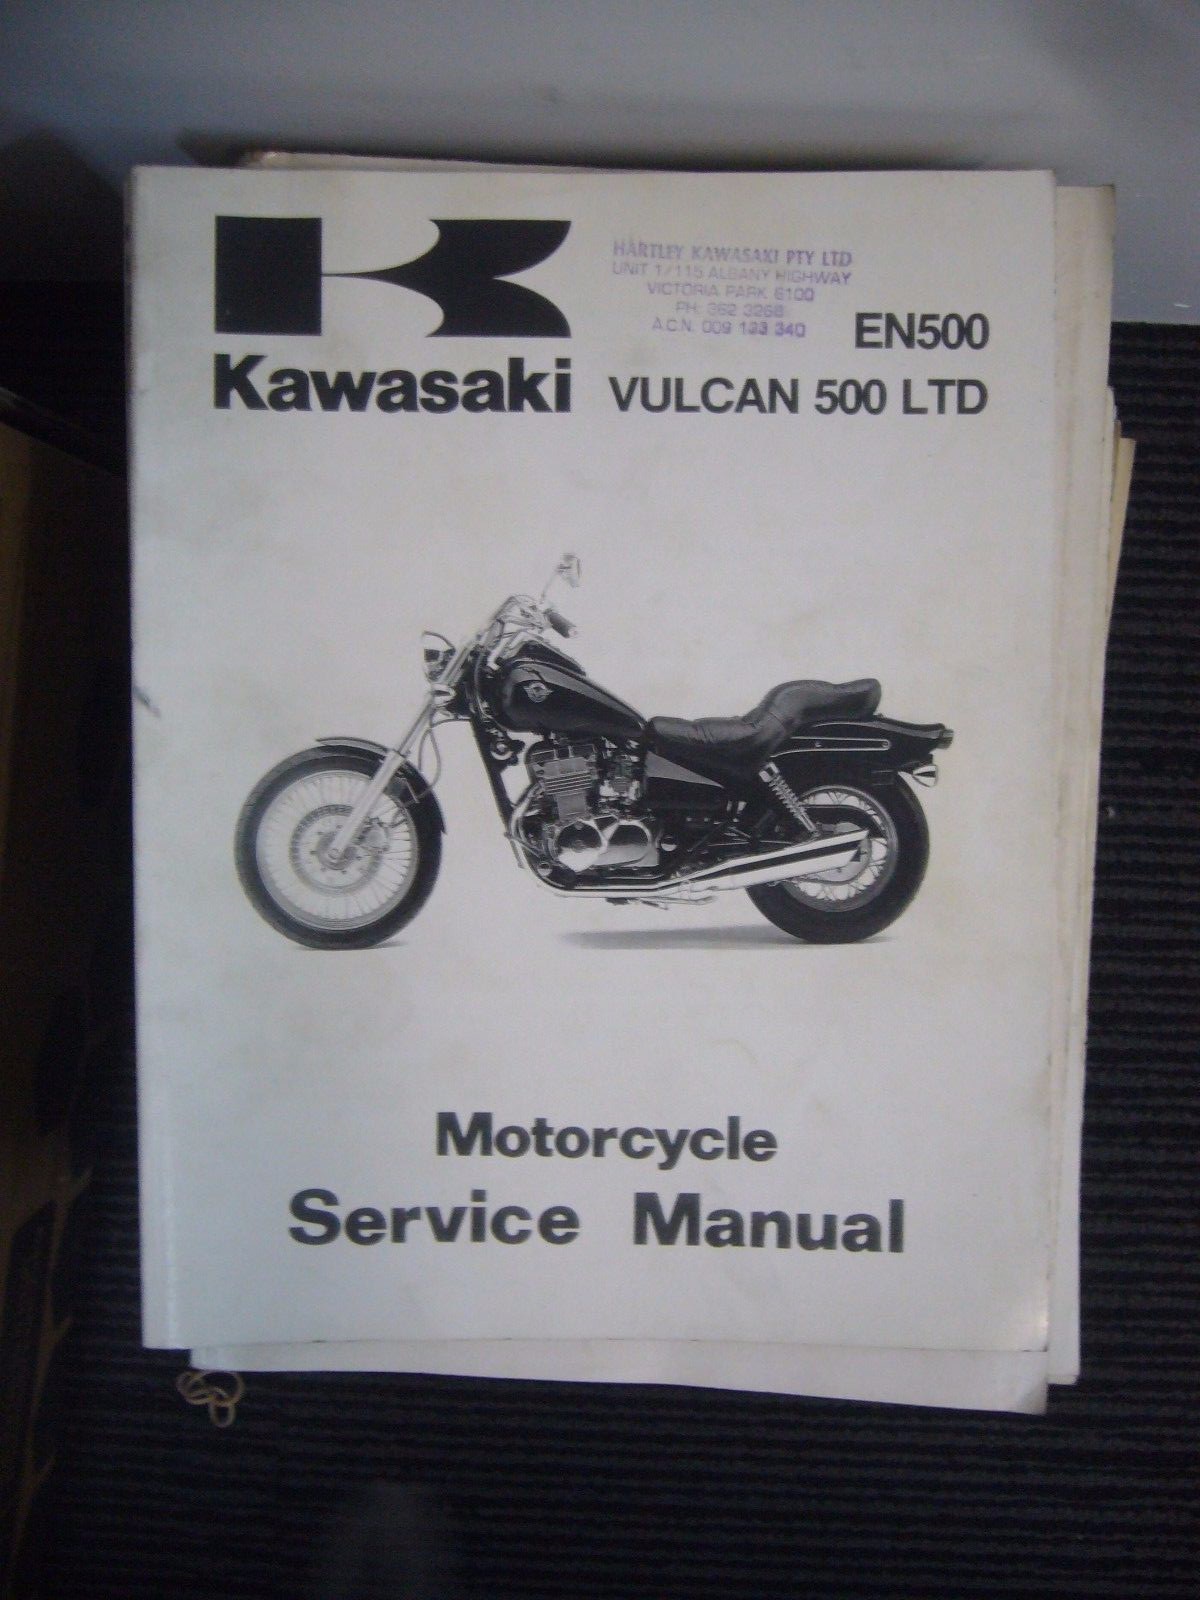 HARTLEY KAWASAKI PTY LTD
UNIT 1/115 ALBANY HIGHWAY
VICTORIA PARK 6100
PH: 362 3266
A.C.N. 009 133 340
EN500
Kawasaki
VULCAN 500 LTD
Motorcycle
Service Manual